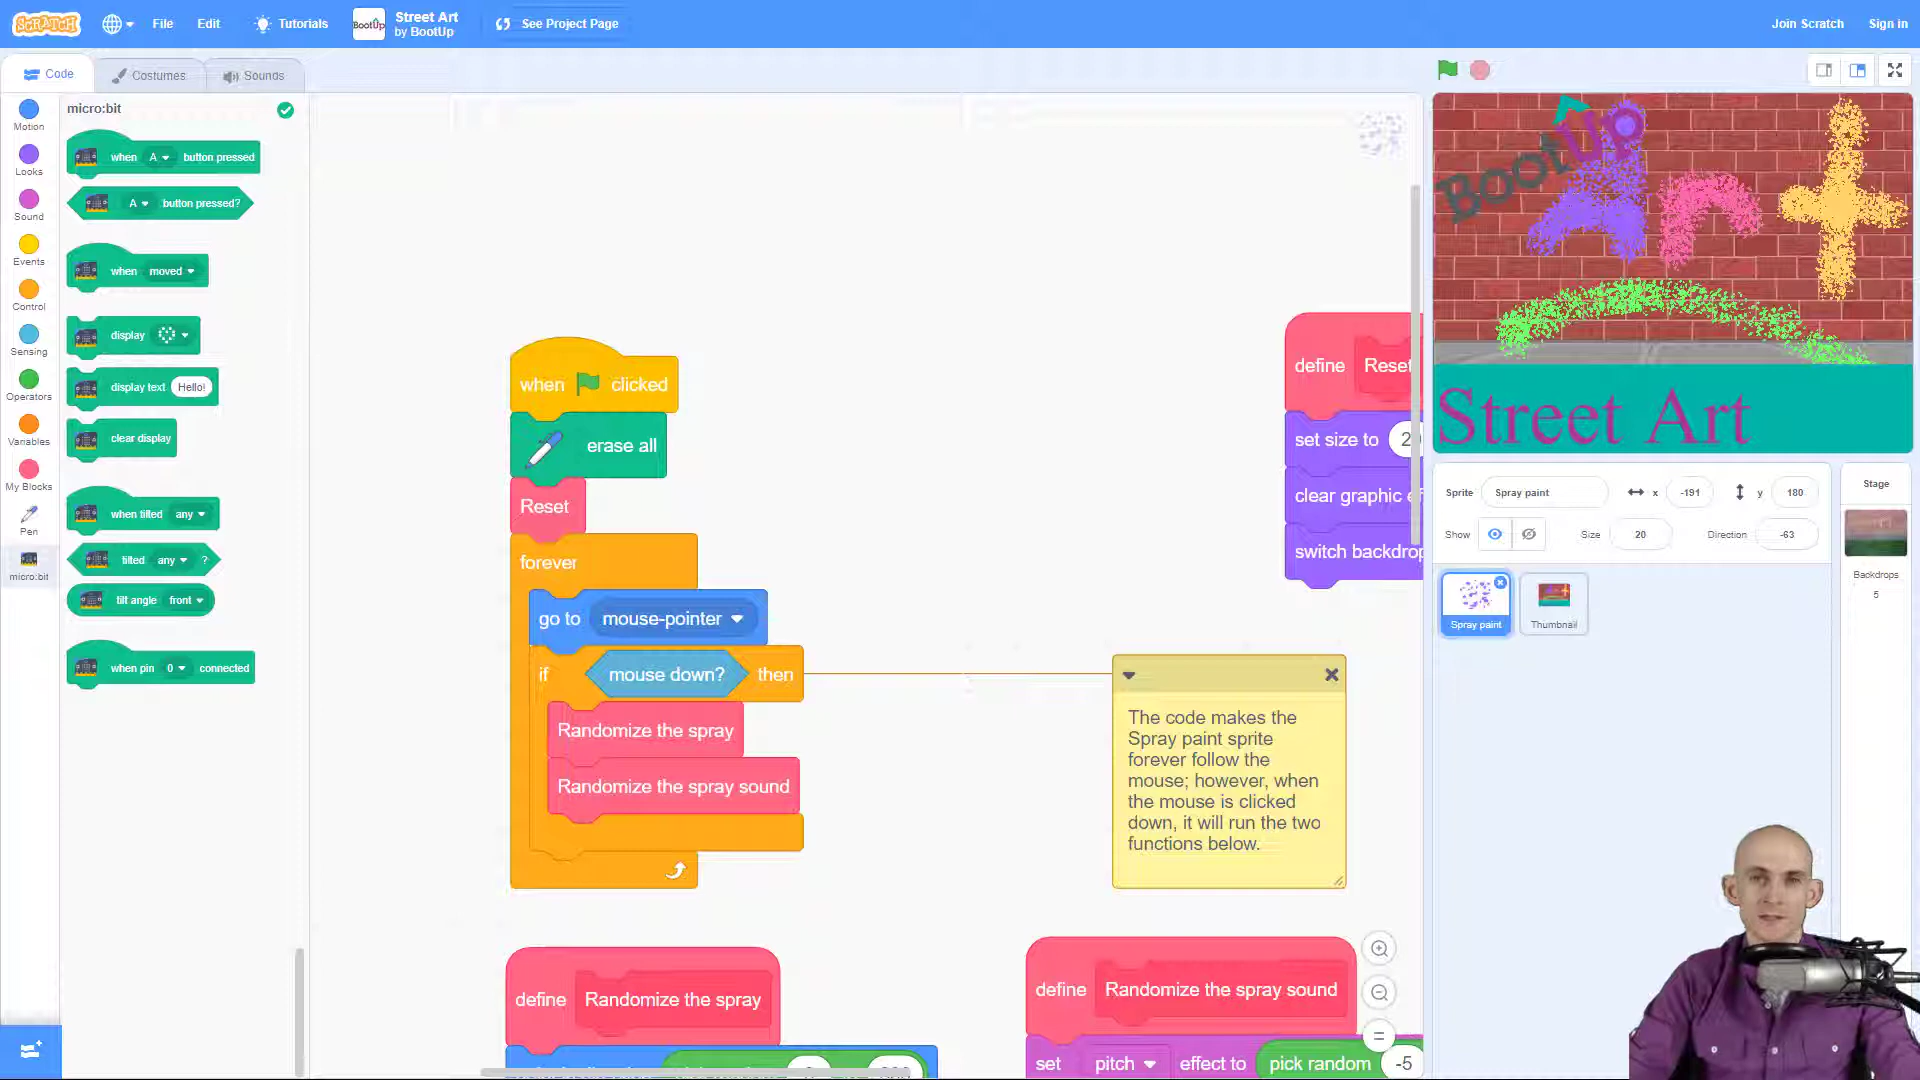 SCRATCH
File
Edit
Tutorials
BootUp
Street Art
by BootUp
See Project Page
Join Scratch
Sign in
Code
Costumes
Sounds
Motion
Looks
Sound
Events
Control
Sensing
Operators
Variables
My Blocks
Pen
micro:bit
micro:bit
when A button pressed
A button pressed?
when moved
display
display text Hello!
clear display
when tilted any
tilted any ?
tilt angle front
when pin 0 connected
when clicked
erase all
Reset
forever
go to mouse-pointer
if mouse down? then
Randomize the spray
Randomize the spray sound
define Reset
set size to 2
clear graphic ef
switch backdrop
The code makes the
Spray paint sprite
forever follow the
mouse; however, when
the mouse is clicked
down, it will run the two
functions below.
define Randomize the spray
define Randomize the spray sound
set pitch effect to pick random -5
BootUp
Art
Street Art
Sprite Spray paint x -191 y 180
Show Size 20 Direction -63
Spray paint
Thumbnail
Stage
Backdrops
5